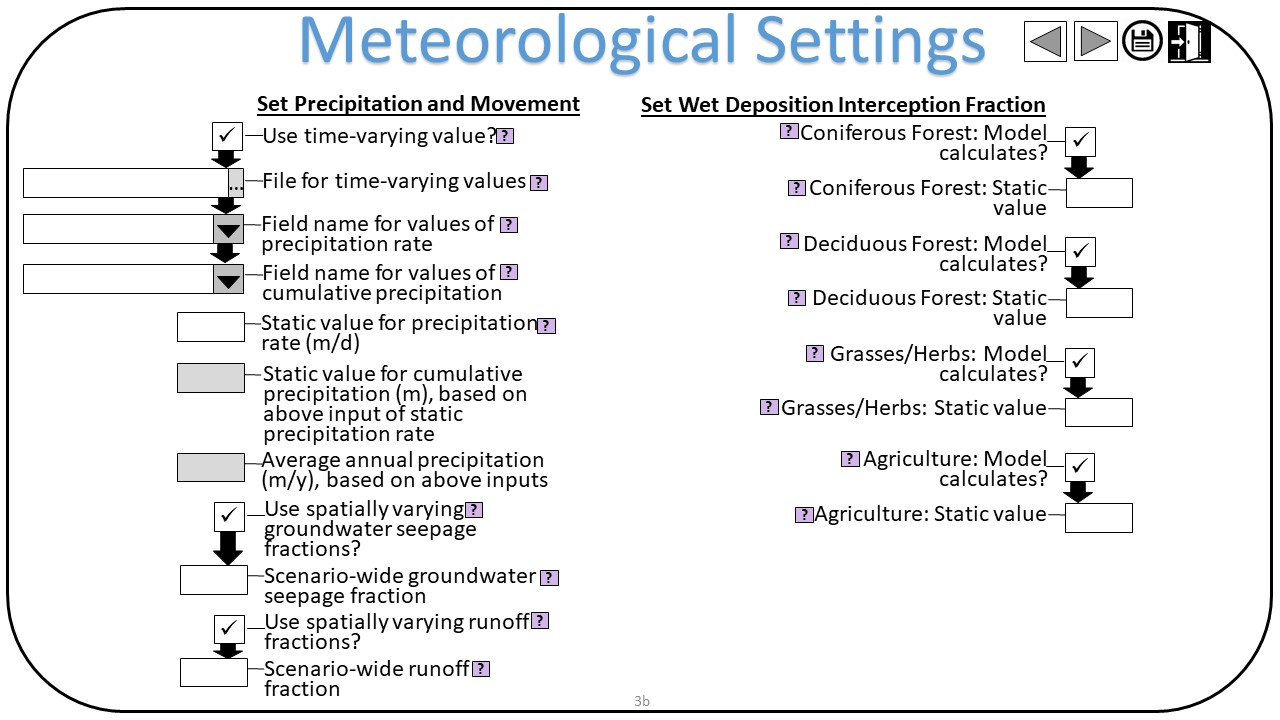 Meteorological Settings
Set Precipitation and Movement
Use time-varying value? ?
... File for time-varying values ?
Field name for values of ?
precipitation rate
Field name for values of ?
cumulative precipitation
Static value for precipitation ?
rate (m/d)
Static value for cumulative
precipitation (m), based on
above input of static
precipitation rate
Average annual precipitation
(m/y), based on above inputs
Use spatially varying ?
groundwater seepage
fractions?
Scenario-wide groundwater ?
seepage fraction
Use spatially varying runoff ?
fractions?
Scenario-wide runoff ?
fraction
Set Wet Deposition Interception Fraction
? Coniferous Forest: Model
calculates?
? Coniferous Forest: Static
value
? Deciduous Forest: Model
calculates?
? Deciduous Forest: Static
value
? Grasses/Herbs: Model
calculates?
? Grasses/Herbs: Static value
? Agriculture: Model
calculates?
? Agriculture: Static value
3b